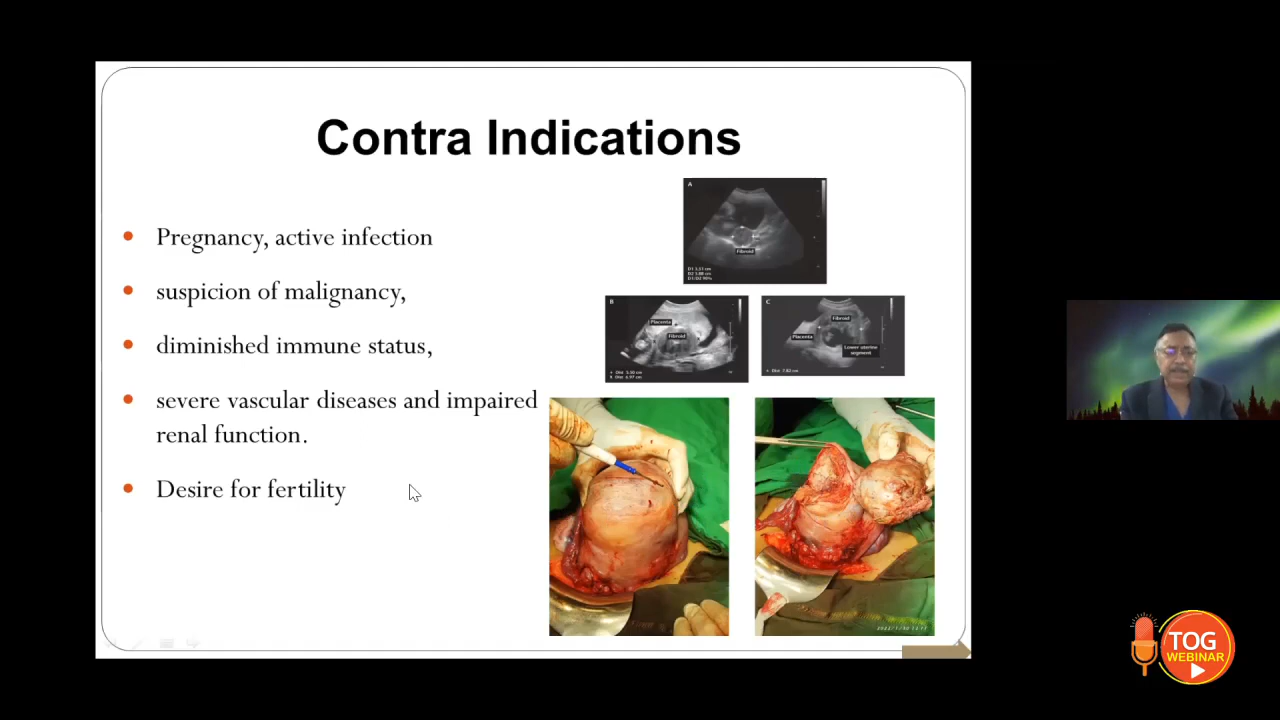 Contra Indications
Pregnancy, active infection
suspicion of malignancy,
diminished immune status,
severe vascular diseases and impaired
renal function.
Desire for fertility
A
Fibroid
B
Placenta
Fibroid
C
Fibroid
Placenta
Lower uterine
segment
TOG
WEBINAR